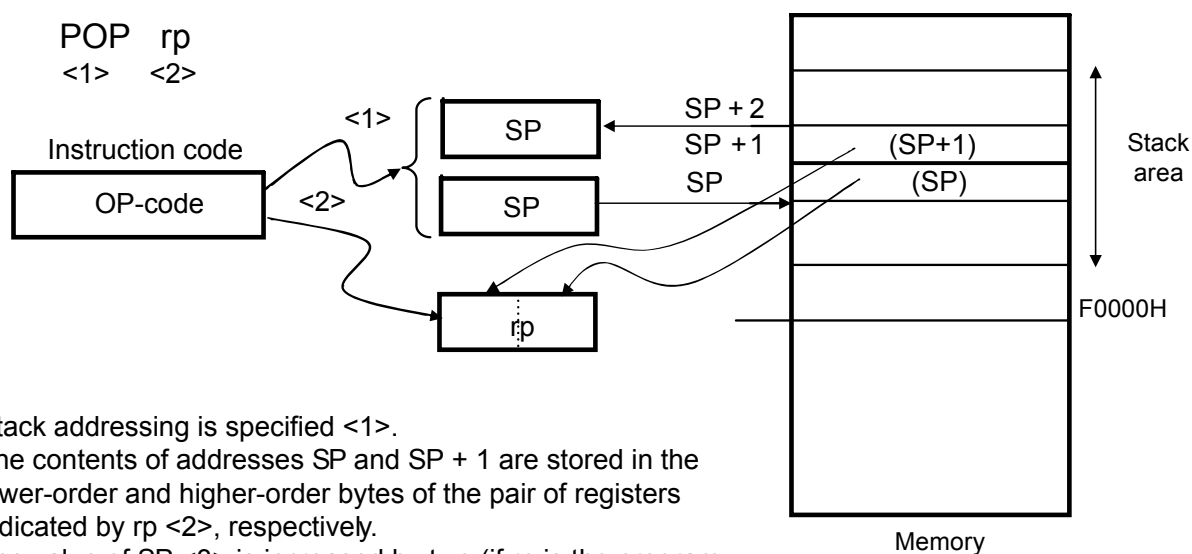 POP rp
<1> <2>
Instruction code
OP-code
<1>
<2>
SP
SP
rp
SP + 2
SP + 1
SP
(SP+1)
(SP)
Stack
area
F0000H
Memory
tack addressing is specified <1>.
he contents of addresses SP and SP + 1 are stored in the
wer-order and higher-order bytes of the pair of registers
dicated by rp <2>, respectively.